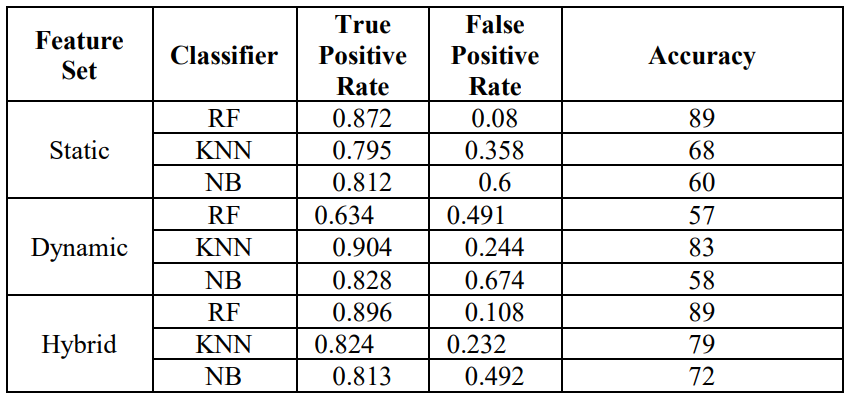 Feature Set Classifier True Positive Rate False Positive Rate Accuracy
Static RF 0.872 0.08 89
KNN 0.795 0.358 68
NB 0.812 0.6 60
Dynamic RF 0.634 0.491 57
KNN 0.904 0.244 83
NB 0.828 0.674 58
Hybrid RF 0.896 0.108 89
KNN 0.824 0.232 79
NB 0.813 0.492 72